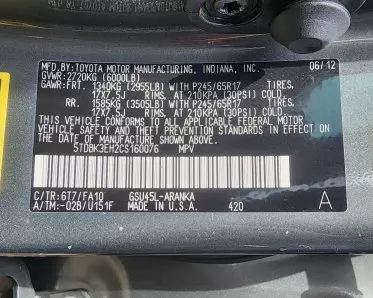 MFD.BY:TOYOTA MOTOR MANUFACTURING, INDIANA, INC. 06/12
GVWR:2720KG (6000LB)
GAWR:FRT. 1340KG (2955LB) WITH P245/65R17 TIRES.
17X7.5J RIMS. AT 210KPA (30PSI) COLD
RR. 1585KG (3505LB) WITH P245/65R17 TIRES.
17X7.5J RIMS. AT 210KPA (30PSI) COLD
THIS VEHICLE CONFORMS TO ALL APPLICABLE FEDERAL MOTOR
VEHICLE SAFETY STANDARDS IN EFFECT ON
THE DATE OF MANUFACTURE SHOWN ABOVE.
5TDBK3EH2CS160076 MPV
C/TR:6T7/FA10 GSU45L-ARANKA
A/TM:-02B/U151F MADE IN U.S.A. 420 A